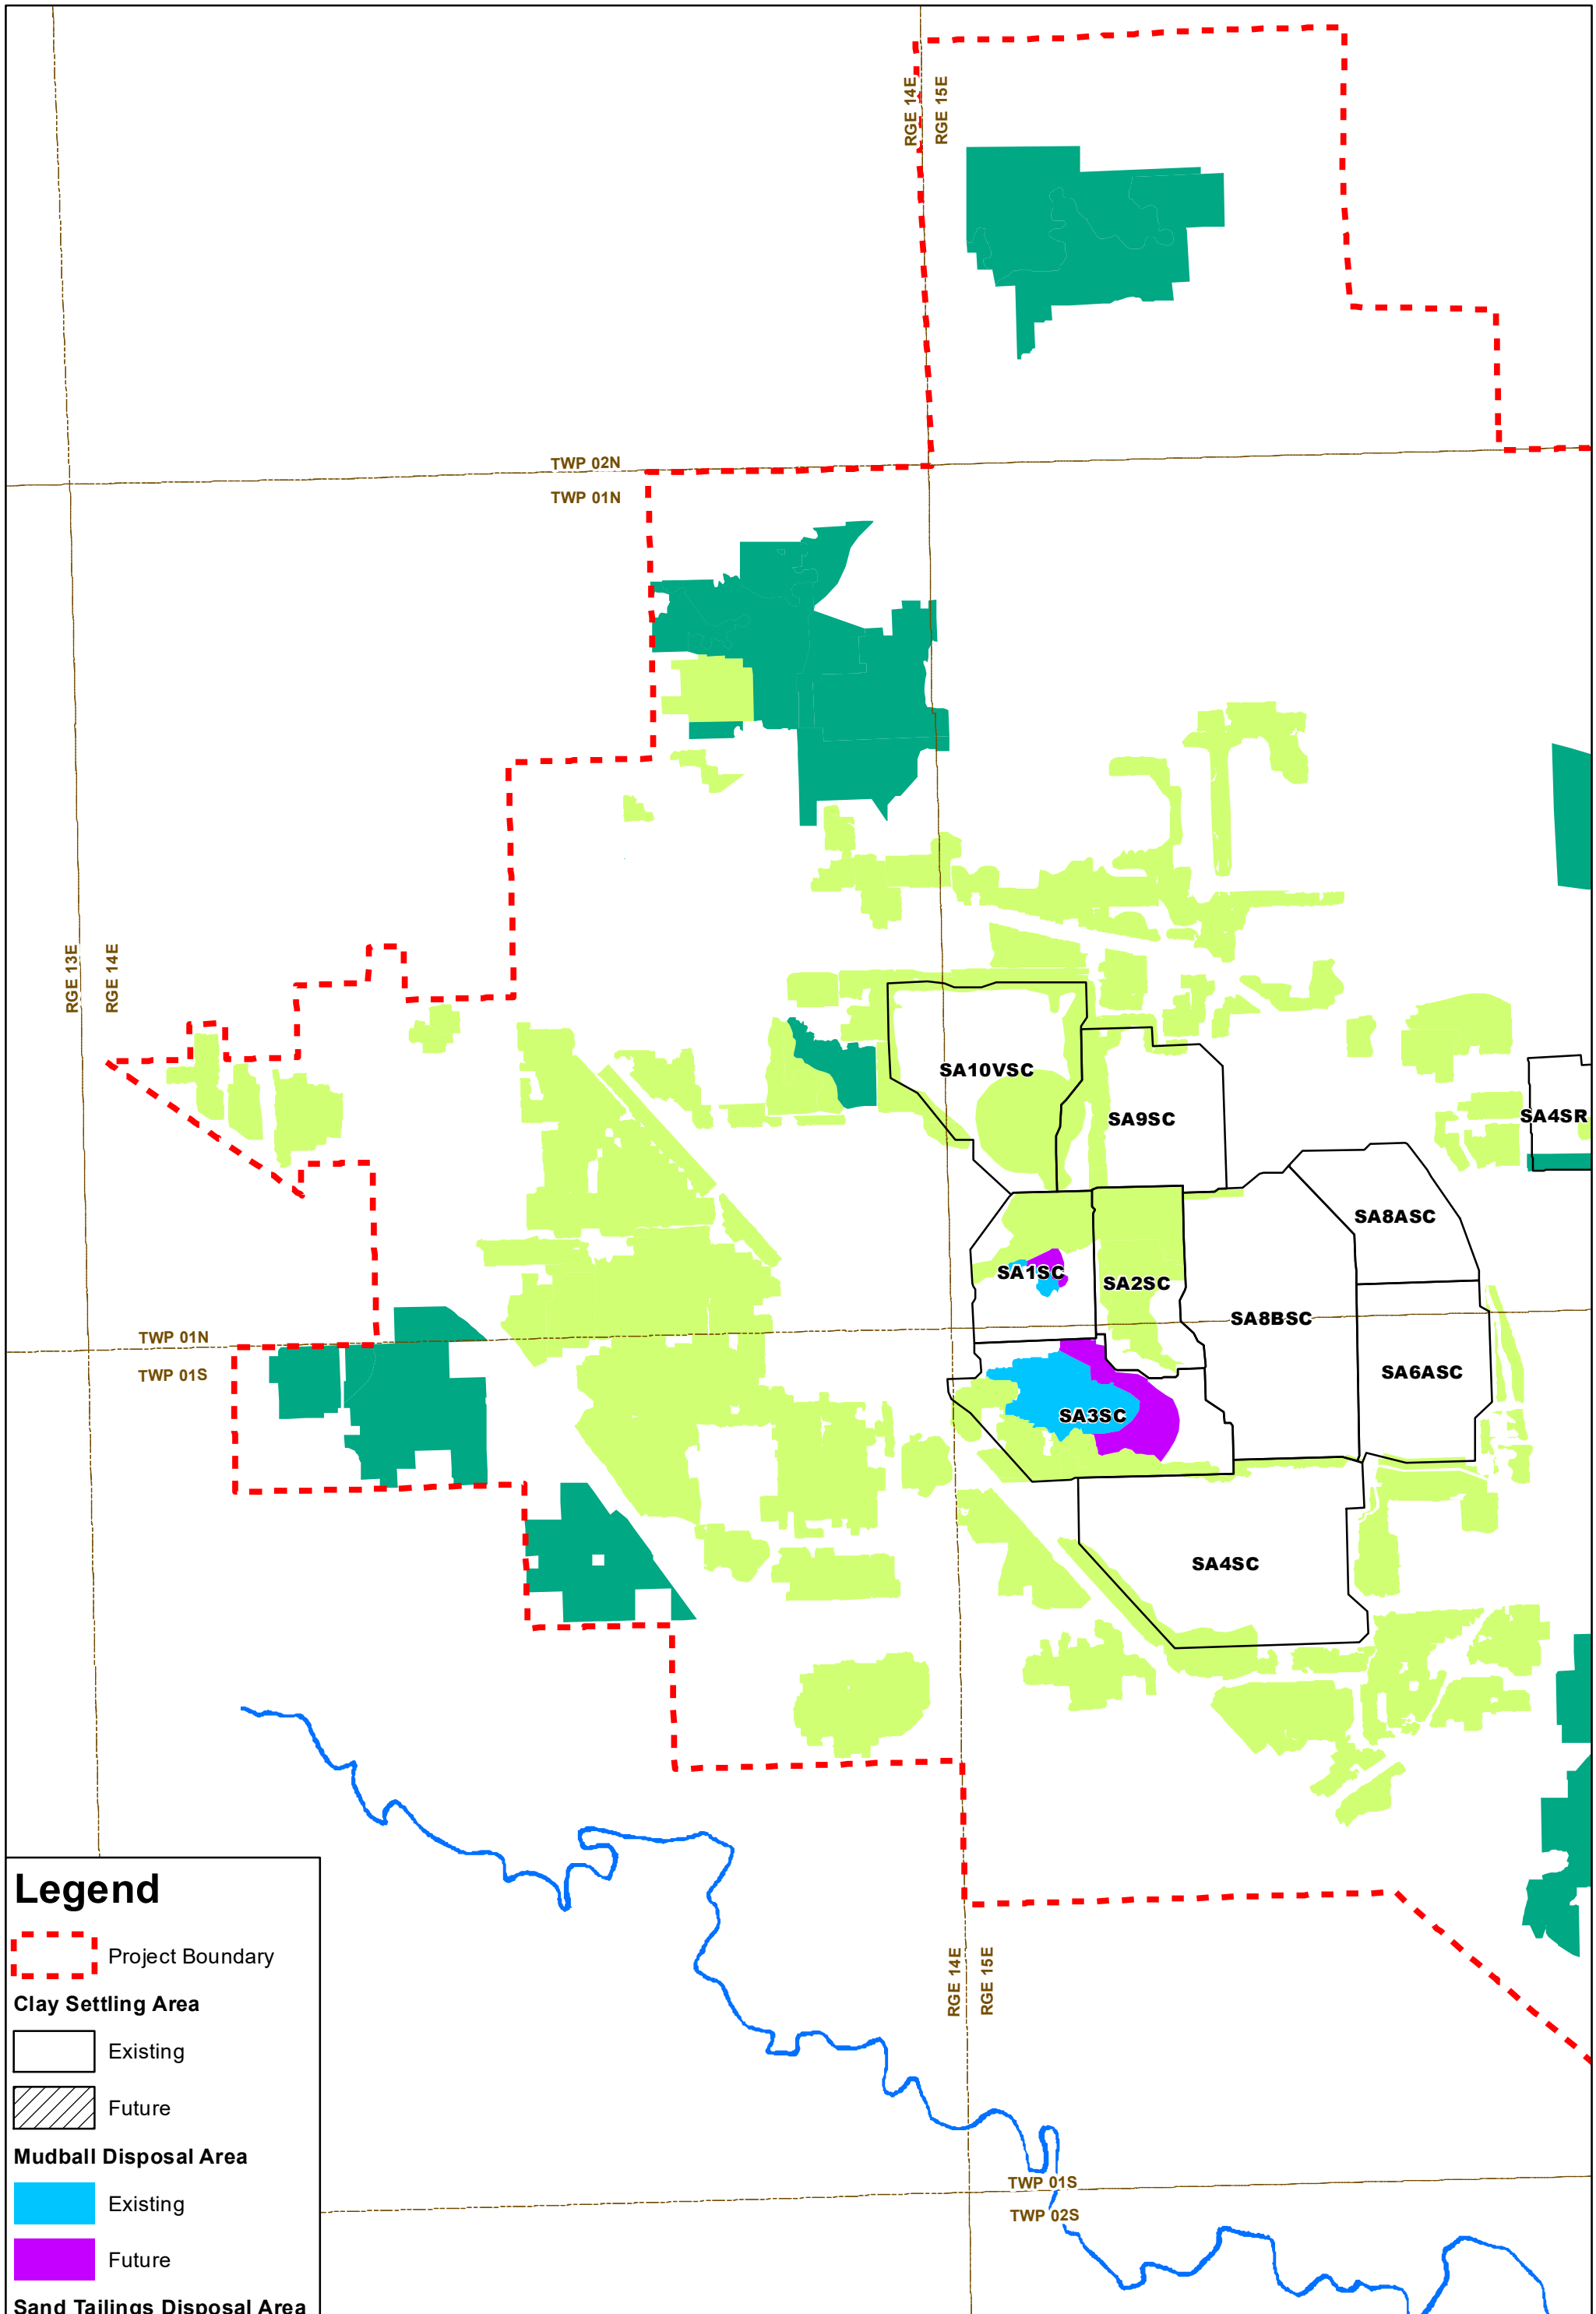 RGE 14E
RGE 15E
TWP 02N
TWP 01N
RGE 13E
RGE 14E
SA10VSC
SA9SC
SA4SR
SA8ASC
SA1SC
SA2SC
SA8BSC
TWP 01N
TWP 01S
SA6ASC
SA3SC
SA4SC
Legend
Project Boundary
Clay Settling Area
Existing
Future
Mudball Disposal Area
Existing
Future
Sand Tailings Disposal Area
RGE 14E
RGE 15E
TWP 01S
TWP 02S